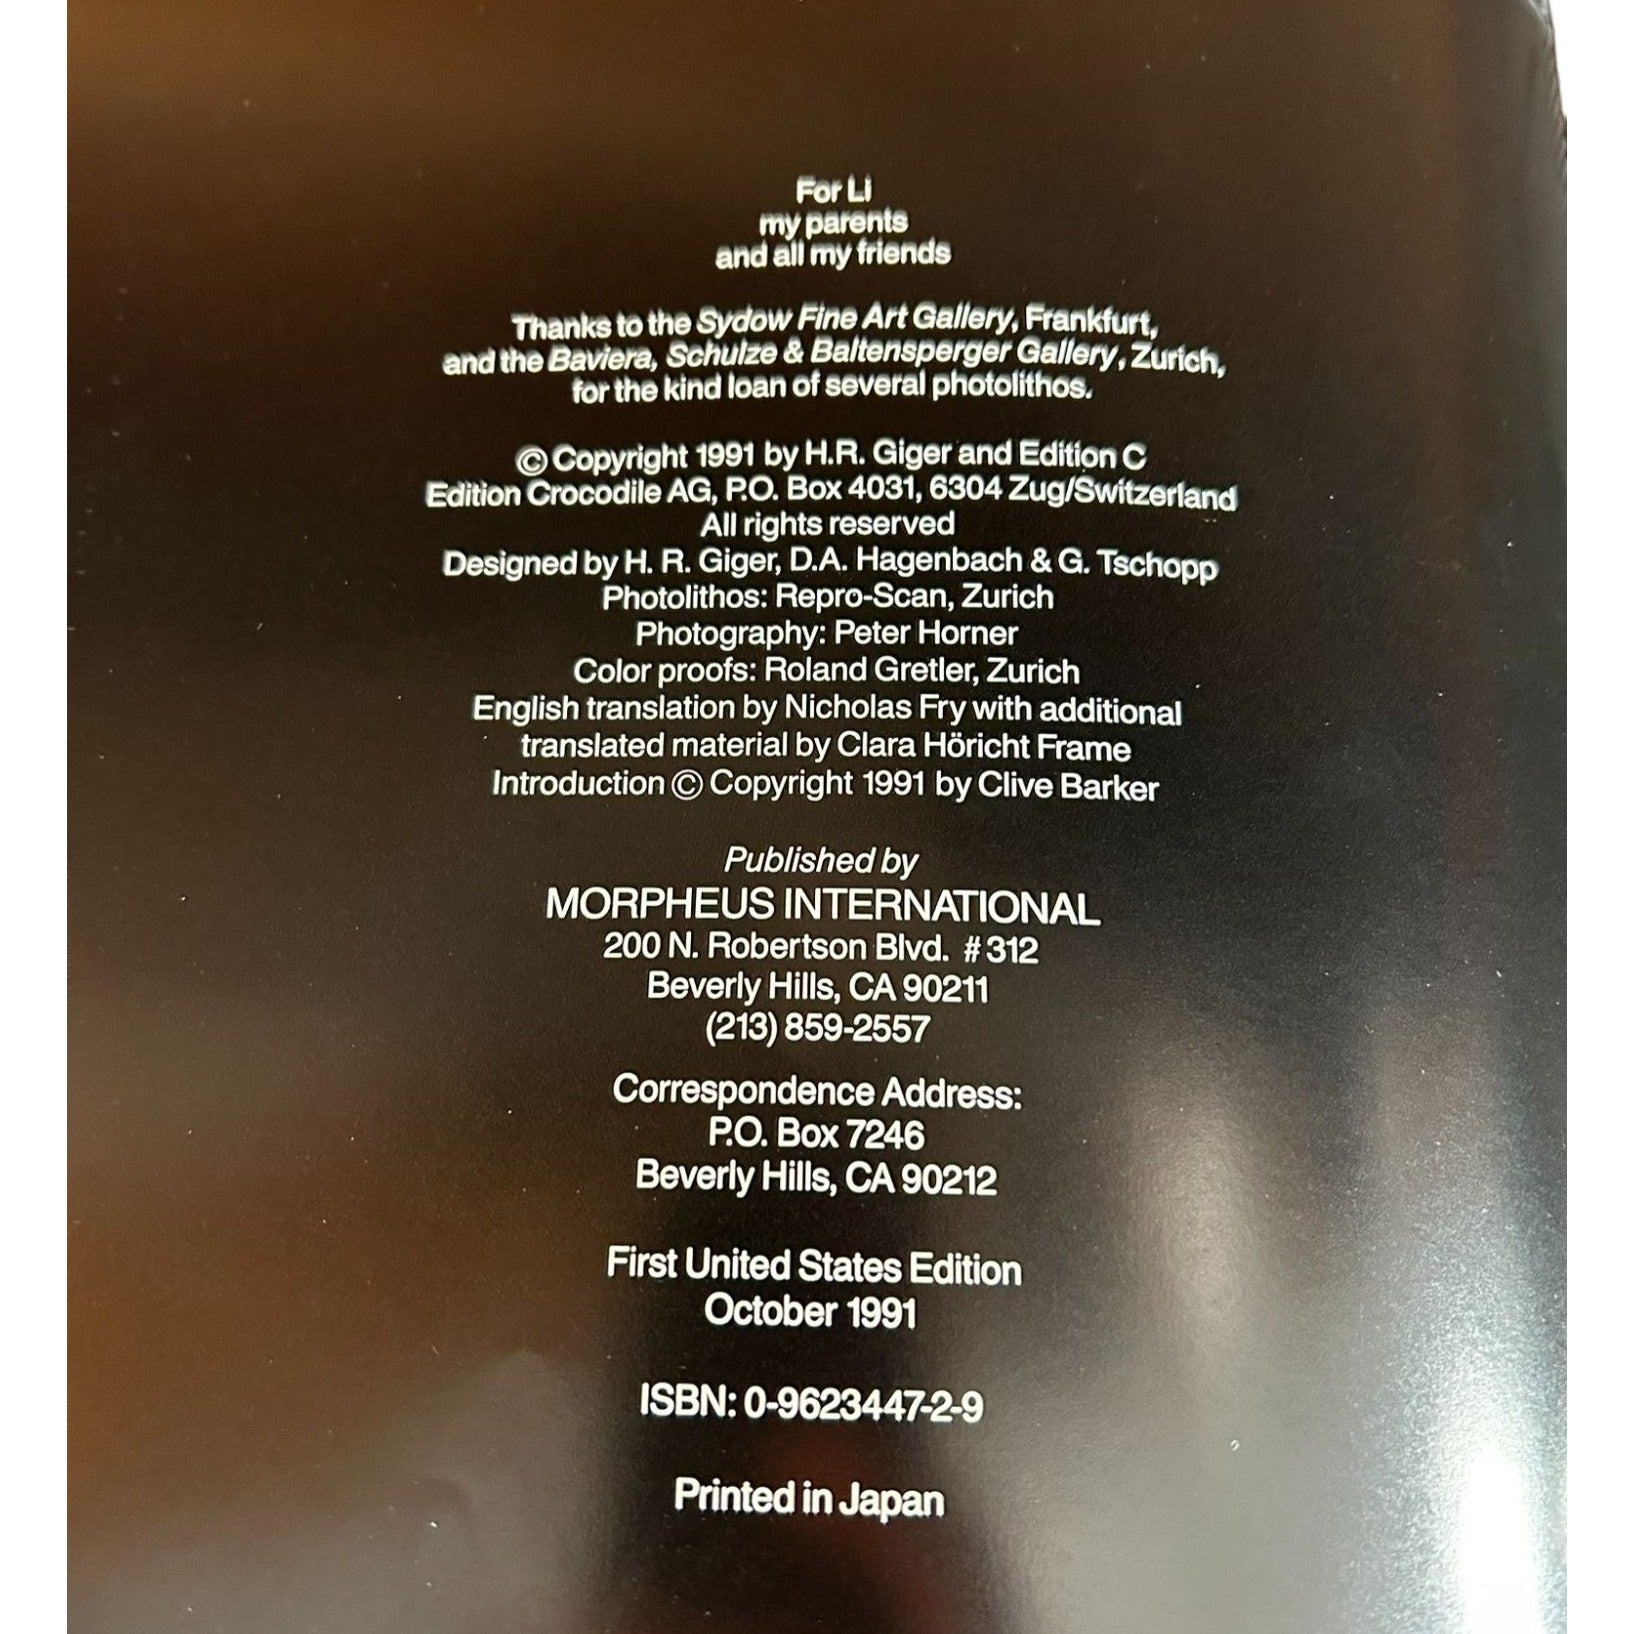 For Li
my parents
and all my friends
Thanks to the Sydow Fine Art Gallery, Frankfurt,
and the Baviera, Schulze & Baltensperger Gallery, Zurich,
for the kind loan of several photolithos.
© Copyright 1991 by H.R. Giger and Edition C
Edition Crocodile AG, P.O. Box 4031, 6304 Zug/Switzerland
All rights reserved
Designed by H. R. Giger, D.A. Hagenbach & G. Tschopp
Photolithos: Repro-Scan, Zurich
Photography: Peter Horner
Color proofs: Roland Gretler, Zurich
English translation by Nicholas Fry with additional
translated material by Clara Höricht Frame
Introduction © Copyright 1991 by Clive Barker
Published by
MORPHEUS INTERNATIONAL
200 N. Robertson Blvd. #312
Beverly Hills, CA 90211
(213) 859-2557
Correspondence Address:
P.O. Box 7246
Beverly Hills, CA 90212
First United States Edition
October 1991
ISBN: 0-9623447-2-9
Printed in Japan